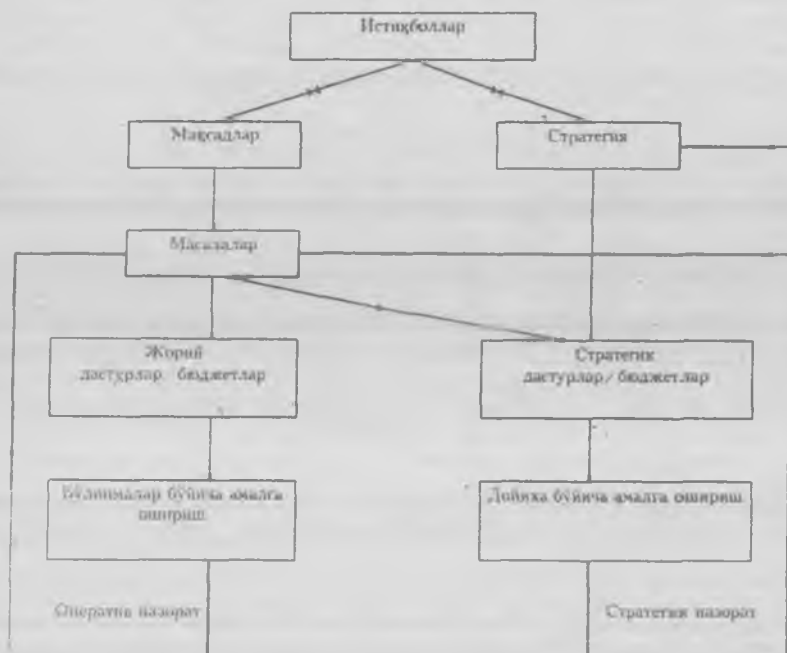 Истиқболлар
Мақсадлар
Стратегия
Масалалар
Жорий
дастурлар бюджетлар
Стратегик
дастурлар/бюджетлар
Бўлинмалар бўйича амалга
ошириш
Лойиҳа бўйича амалга ошириш
Оператив назорат
Стратегик назорат